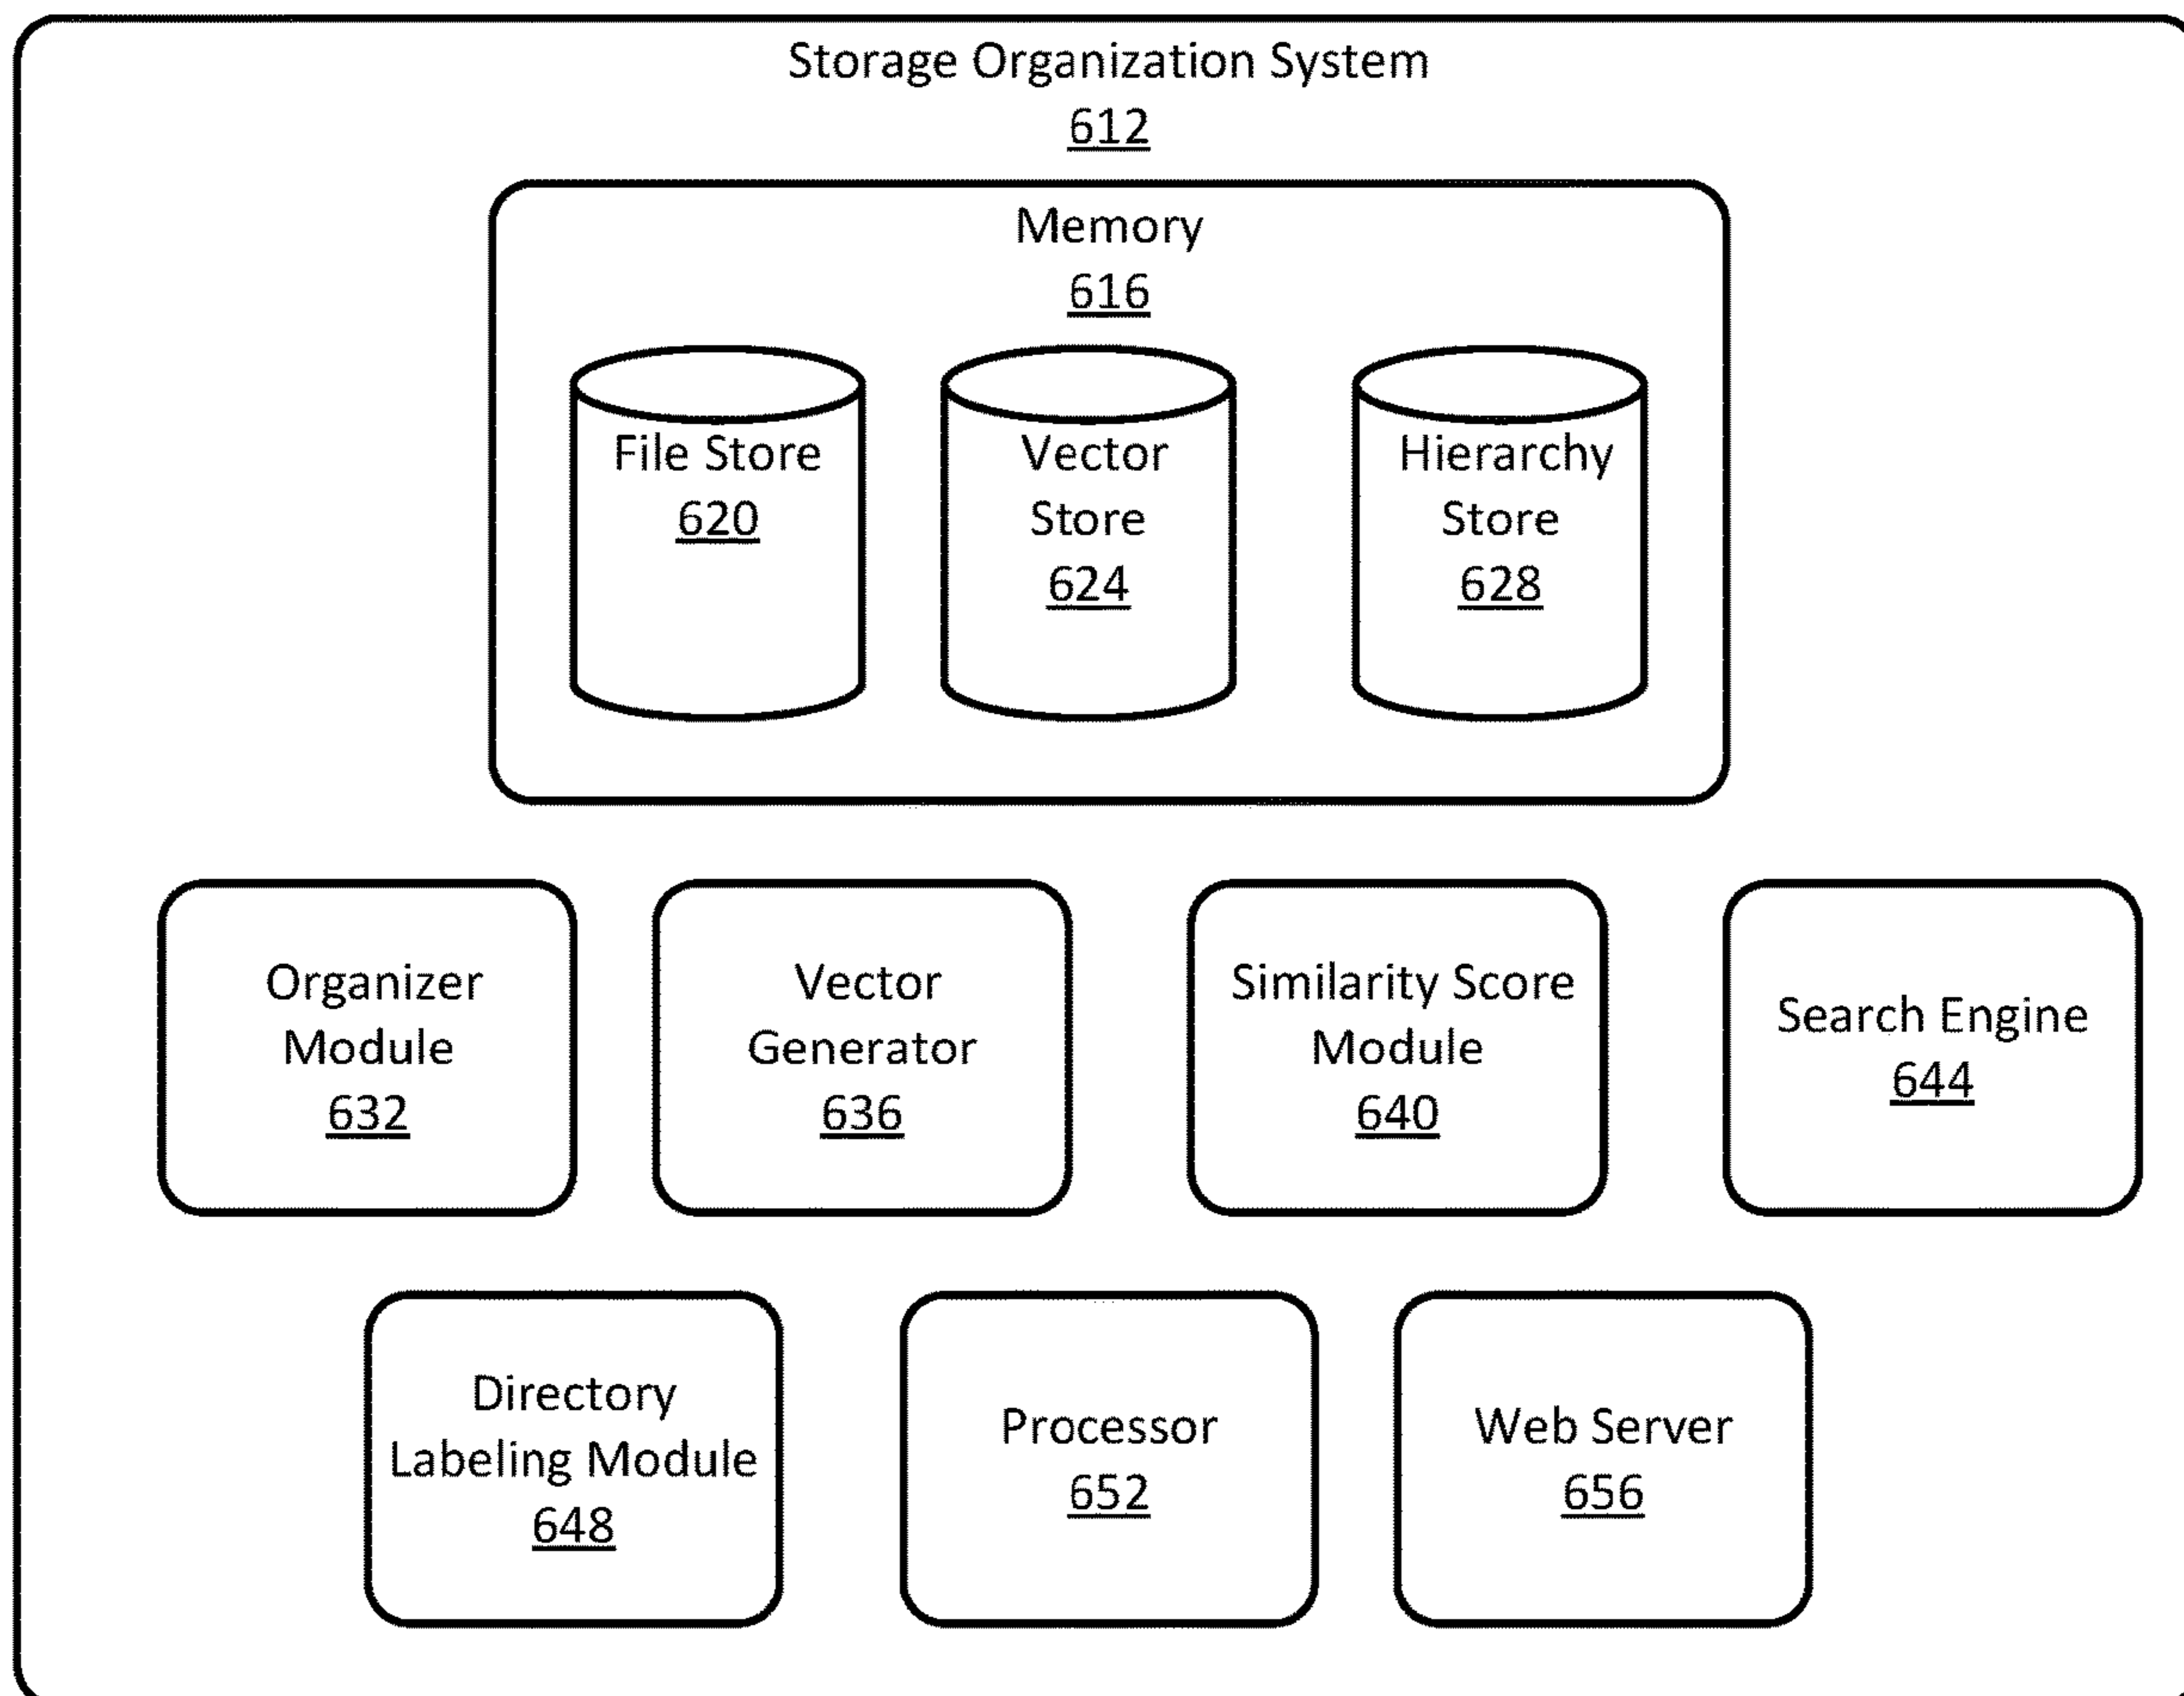 Storage Organization System
612
Memory
616
File Store
620
Vector
Store
624
Hierarchy
Store
628
Organizer
Module
632
Vector
Generator
636
Similarity Score
Module
640
Search Engine
644
Directory
Labeling Module
648
Processor
652
Web Server
656